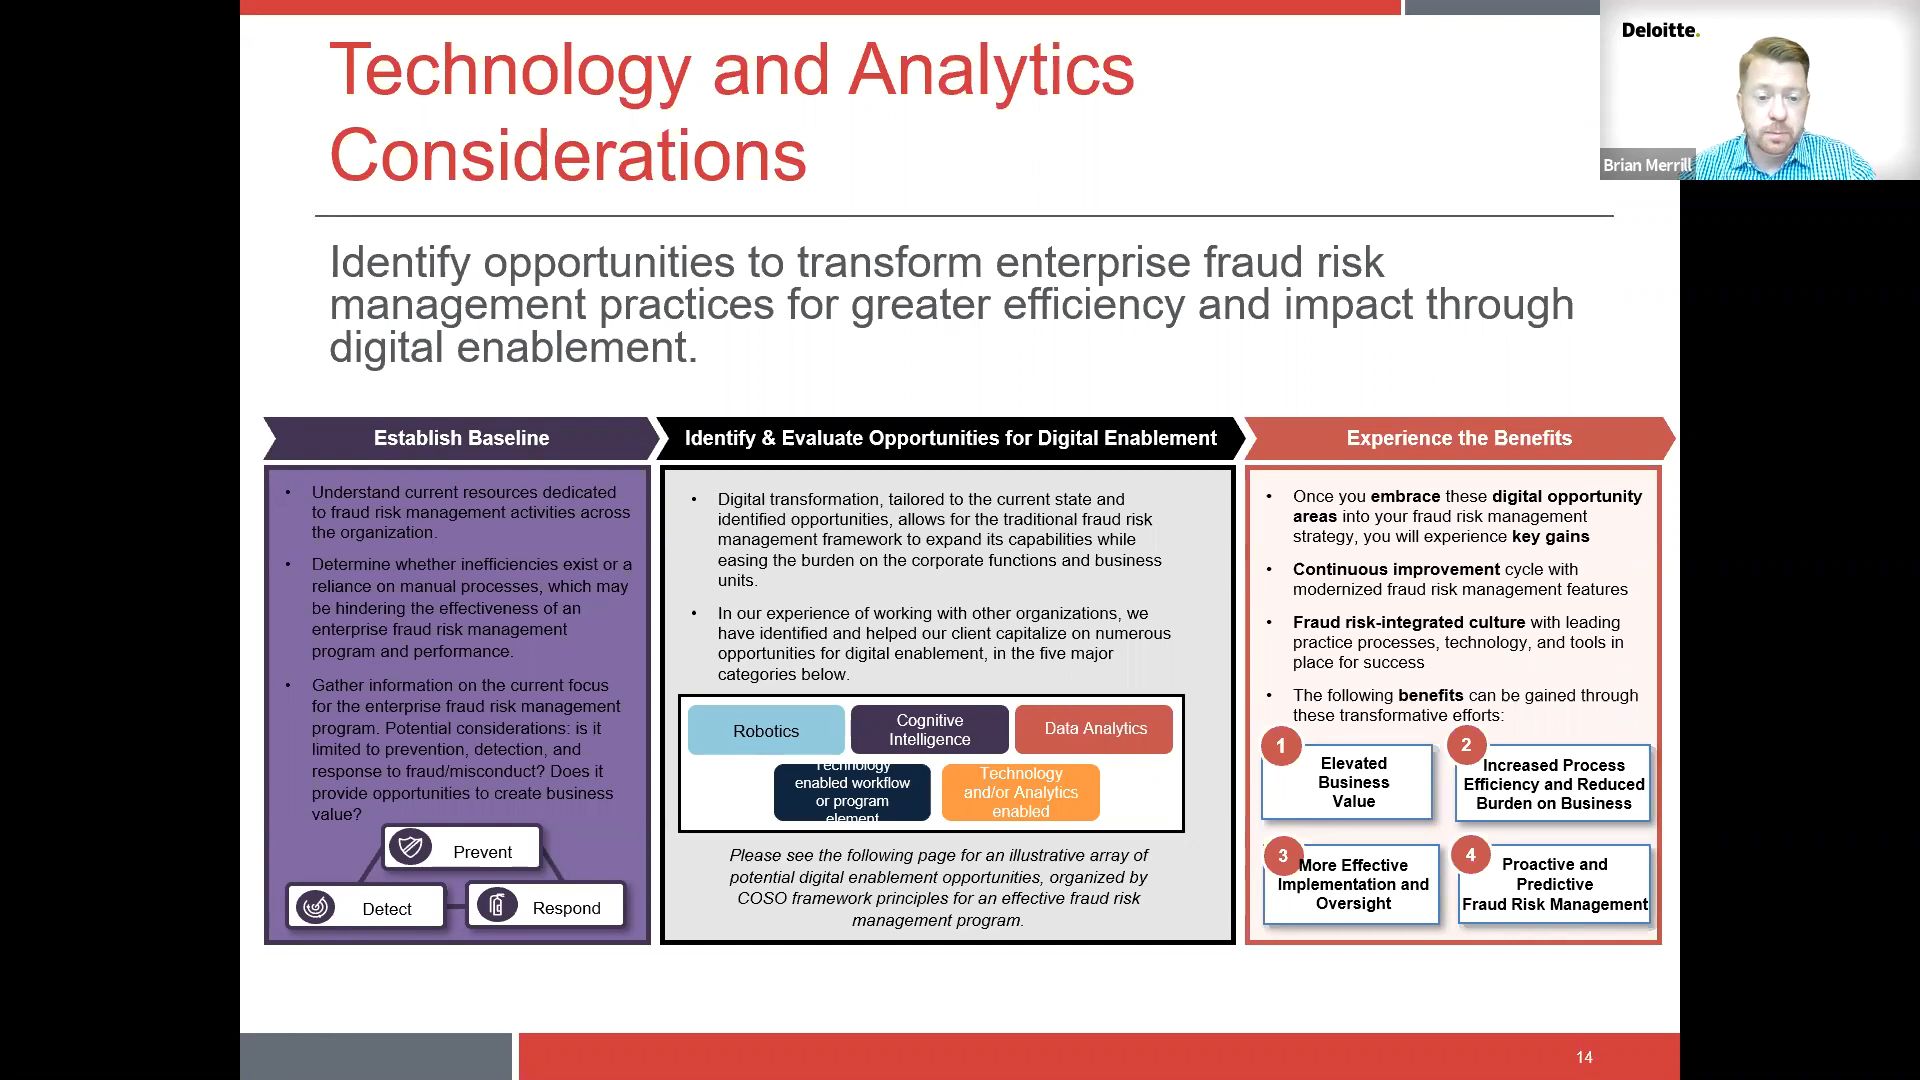 Technology and Analytics
Considerations
Deloitte.
Brian Merrill
Identify opportunities to transform enterprise fraud risk
management practices for greater efficiency and impact through
digital enablement.
Establish Baseline
• Understand current resources dedicated
to fraud risk management activities across
the organization.
• Determine whether inefficiencies exist or a
reliance on manual processes, which may
be hindering the effectiveness of an
enterprise fraud risk management
program and performance.
• Gather information on the current focus
for the enterprise fraud risk management
program. Potential considerations: is it
limited to prevention, detection, and
response to fraud/misconduct? Does it
provide opportunities to create business
value?
Prevent
Detect
Respond
Identify & Evaluate Opportunities for Digital Enablement
• Digital transformation, tailored to the current state and
identified opportunities, allows for the traditional fraud risk
management framework to expand its capabilities while
easing the burden on the corporate functions and business
units.
• In our experience of working with other organizations, we
have identified and helped our client capitalize on numerous
opportunities for digital enablement, in the five major
categories below.
Robotics
Cognitive
Intelligence
Data Analytics
Technology
enabled workflow
or program
element
Technology
and/or Analytics
enabled
Please see the following page for an illustrative array of
potential digital enablement opportunities, organized by
COSO framework principles for an effective fraud risk
management program.
Experience the Benefits
• Once you embrace these digital opportunity
areas into your fraud risk management
strategy, you will experience key gains
• Continuous improvement cycle with
modernized fraud risk management features
• Fraud risk-integrated culture with leading
practice processes, technology, and tools in
place for success
• The following benefits can be gained through
these transformative efforts:
1
Elevated
Business
Value
2
Increased Process
Efficiency and Reduced
Burden on Business
3
More Effective
Implementation and
Oversight
4
Proactive and
Predictive
Fraud Risk Management
14